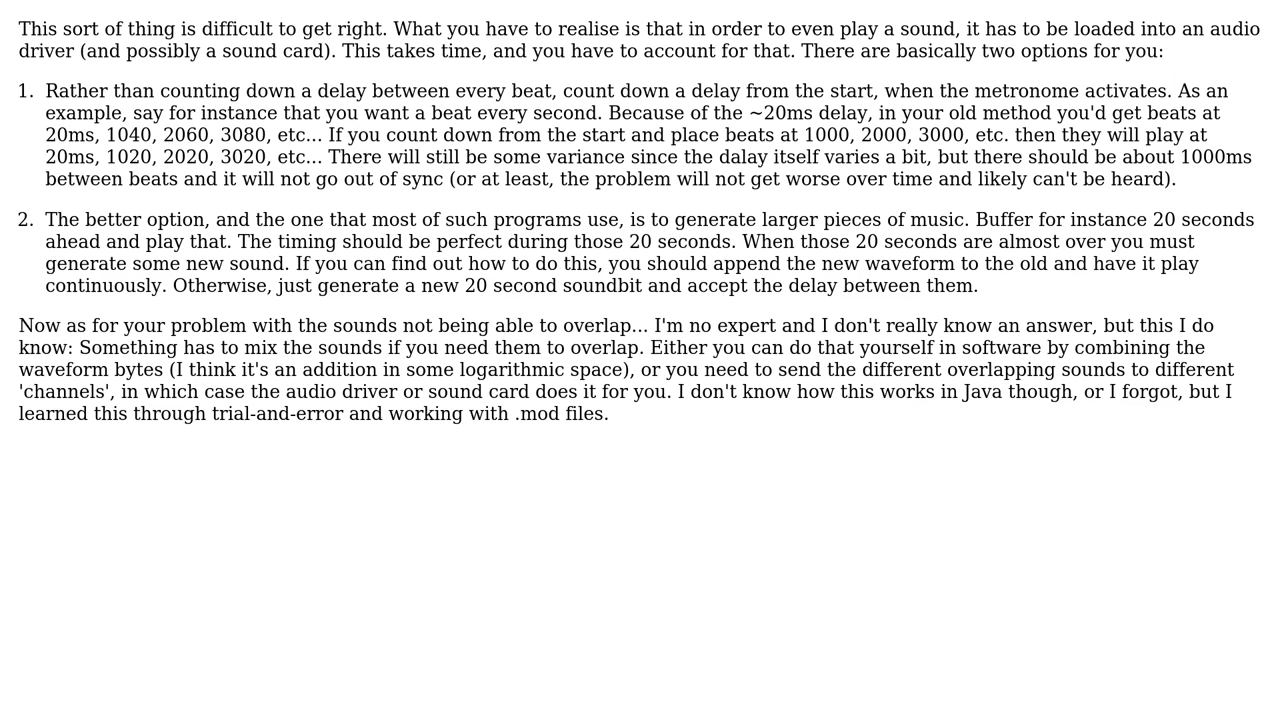 This sort of thing is difficult to get right. What you have to realise is that in order to even play a sound, it has to be loaded into an audio
driver (and possibly a sound card). This takes time, and you have to account for that. There are basically two options for you:
1. Rather than counting down a delay between every beat, count down a delay from the start, when the metronome activates. As an
example, say for instance that you want a beat every second. Because of the ~20ms delay, in your old method you'd get beats at
20ms, 1040, 2060, 3080, etc... If you count down from the start and place beats at 1000, 2000, 3000, etc. then they will play at
20ms, 1020, 2020, 3020, etc... There will still be some variance since the dalay itself varies a bit, but there should be about 1000ms
between beats and it will not go out of sync (or at least, the problem will not get worse over time and likely can't be heard).
2. The better option, and the one that most of such programs use, is to generate larger pieces of music. Buffer for instance 20 seconds
ahead and play that. The timing should be perfect during those 20 seconds. When those 20 seconds are almost over you must
generate some new sound. If you can find out how to do this, you should append the new waveform to the old and have it play
continuously. Otherwise, just generate a new 20 second soundbit and accept the delay between them.
Now as for your problem with the sounds not being able to overlap... I'm no expert and I don't really know an answer, but this I do
know: Something has to mix the sounds if you need them to overlap. Either you can do that yourself in software by combining the
waveform bytes (I think it's an addition in some logarithmic space), or you need to send the different overlapping sounds to different
'channels', in which case the audio driver or sound card does it for you. I don't know how this works in Java though, or I forgot, but I
learned this through trial-and-error and working with .mod files.